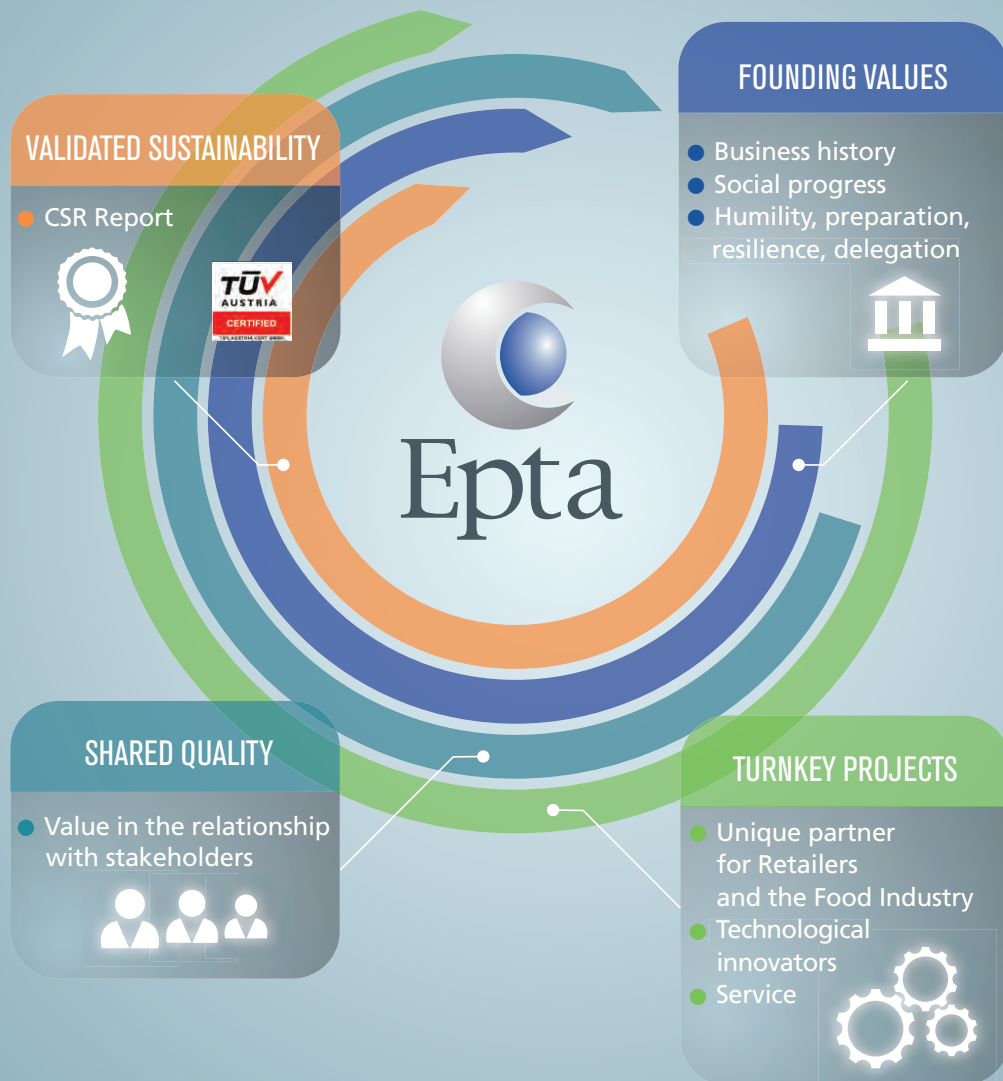 VALIDATED SUSTAINABILITY
CSR Report
TÜV
AUSTRIA
CERTIFIED
FOUNDING VALUES
Business history
Social progress
Humility, preparation,
resilience, delegation
Epta
SHARED QUALITY
Value in the relationship
with stakeholders
TURNKEY PROJECTS
Unique partner
for Retailers
and the Food Industry
Technological
innovators
Service